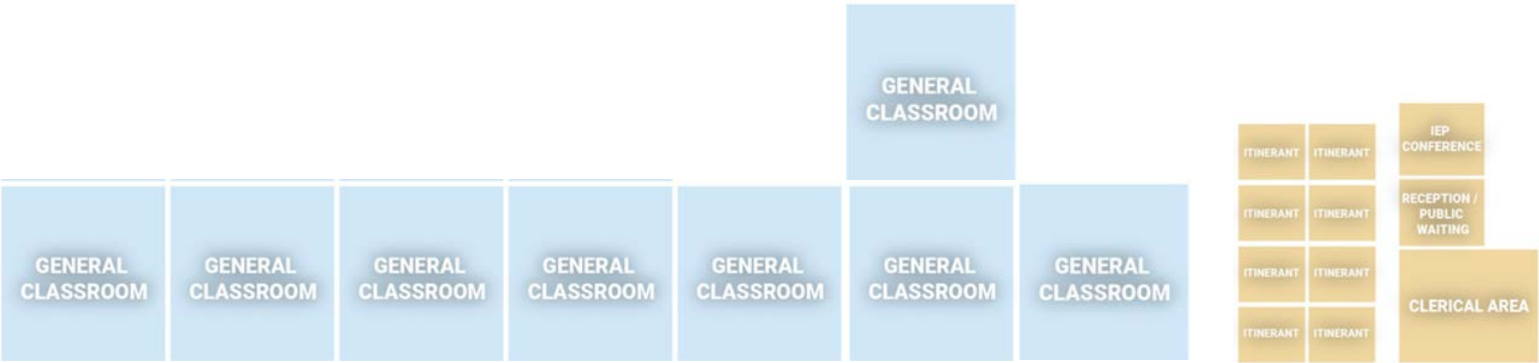 GENERAL
CLASSROOM
ITINERANT
ITINERANT
IEP
CONFERENCE
ITINERANT
ITINERANT
RECEPTION /
PUBLIC
WAITING
GENERAL
CLASSROOM
GENERAL
CLASSROOM
GENERAL
CLASSROOM
GENERAL
CLASSROOM
GENERAL
CLASSROOM
GENERAL
CLASSROOM
GENERAL
CLASSROOM
ITINERANT
ITINERANT
CLERICAL AREA
ITINERANT
ITINERANT